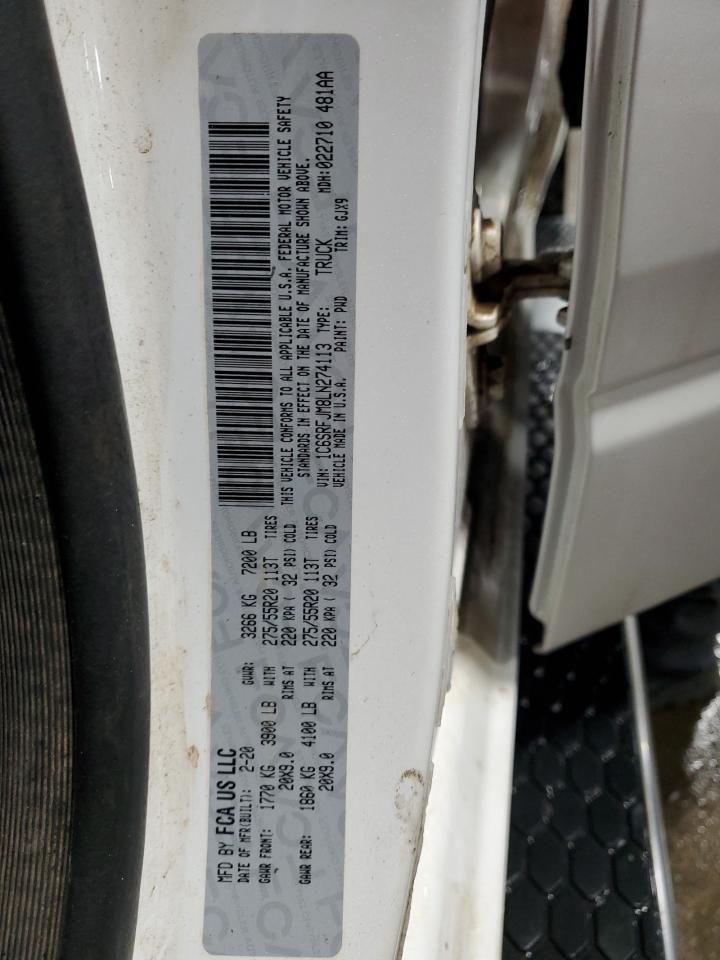 MFD BY FCA US LLC
DATE OF MFR(BUILT): 2-20 GVWR: 3266 KG 7200 LB
GAWR FRONT: 1770 KG 3900 LB WITH 275/55R20 113T TIRES
20X9.0 RIMS AT 220 KPA ( 32 PSI) COLD
GAWR REAR: 1860 KG 4100 LB WITH 275/55R20 113T TIRES
20X9.0 RIMS AT 220 KPA ( 32 PSI) COLD
THIS VEHICLE CONFORMS TO ALL APPLICABLE U.S.A. FEDERAL MOTOR VEHICLE SAFETY
STANDARDS IN EFFECT ON THE DATE OF MANUFACTURE SHOWN ABOVE.
VIN: 1C6SRFJM8LN274113 TYPE: TRUCK MDH:022710 481AA
VEHICLE MADE IN U.S.A. PAINT: PWD TRIM: GJX9